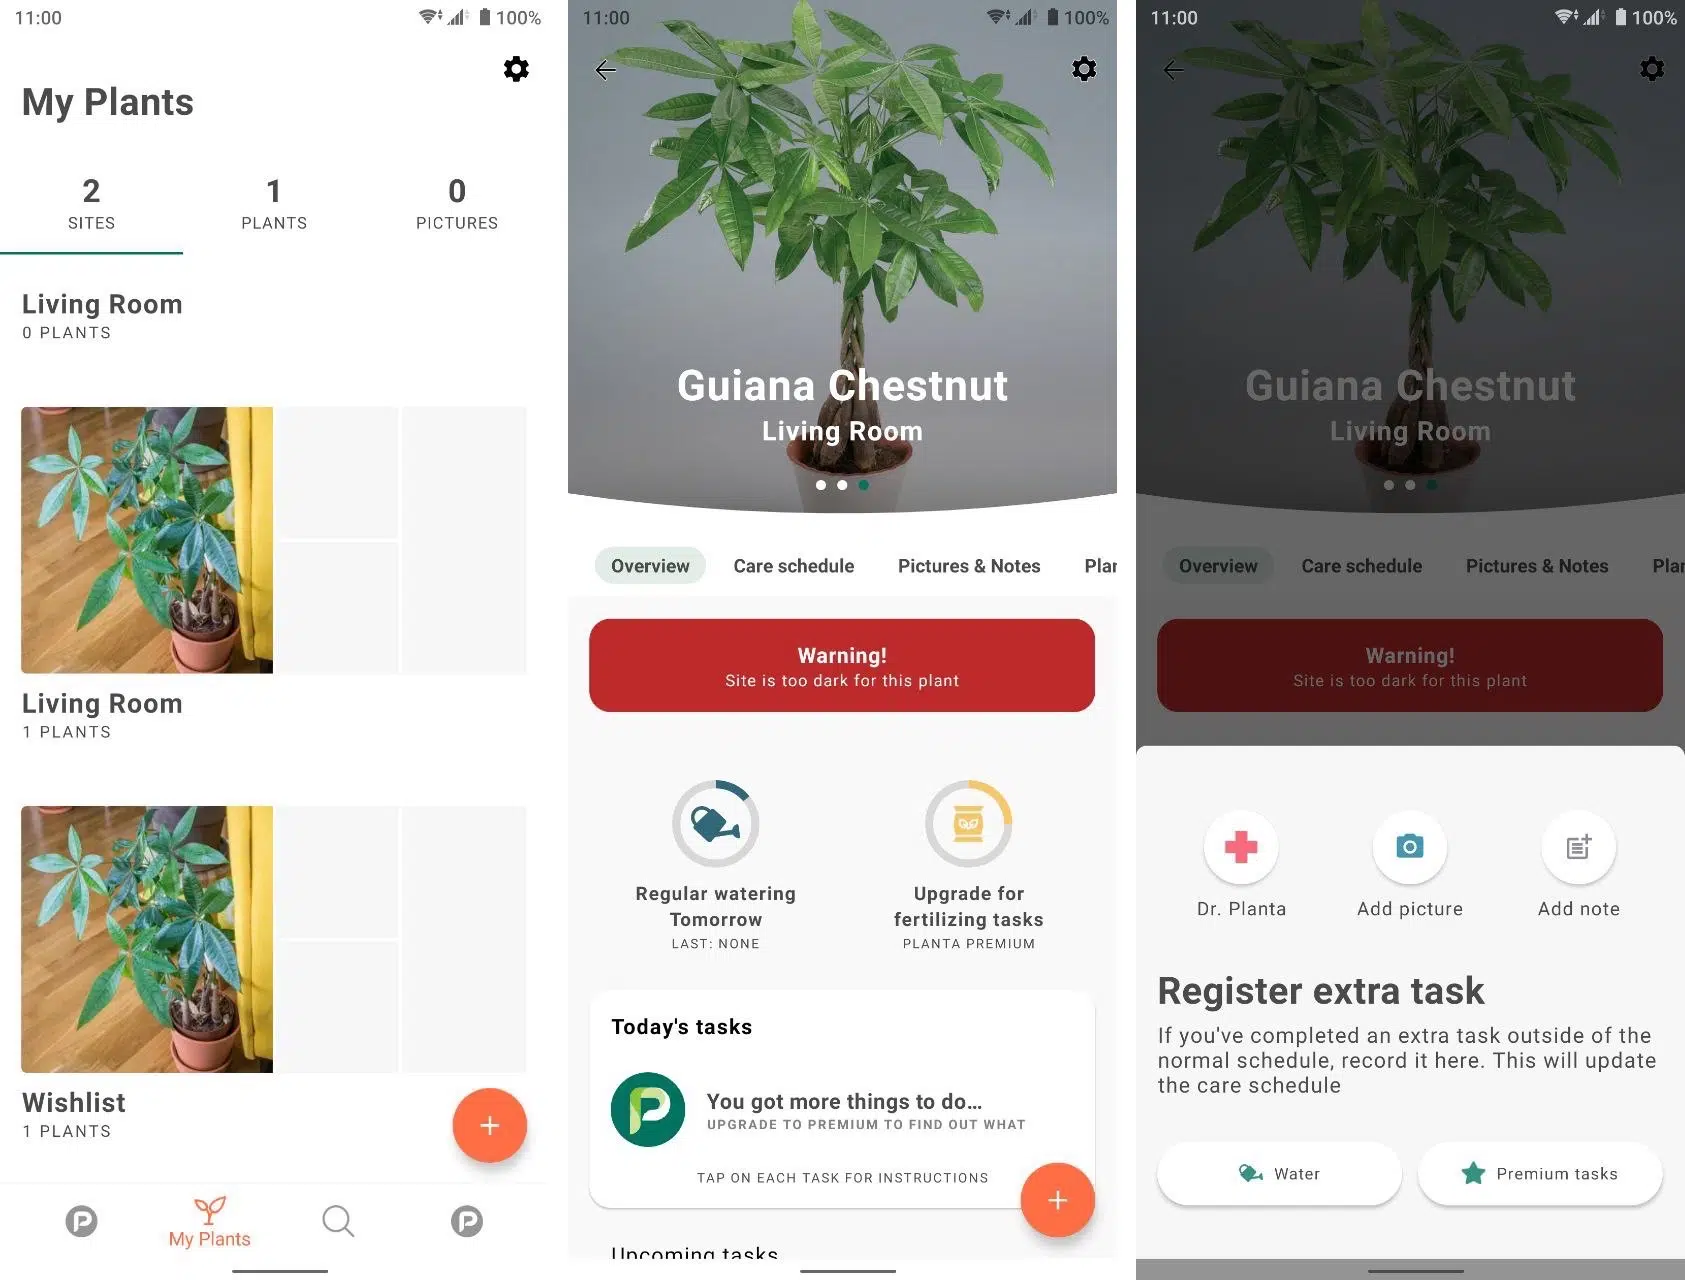 11:00
100%
My Plants
2
SITES
1
PLANTS
0
PICTURES
Living Room
0 PLANTS
Living Room
1 PLANTS
Wishlist
1 PLANTS
My Plants
11:00
100%
Guiana Chestnut
Living Room
Overview
Care schedule
Pictures & Notes
Plan
Warning!
Site is too dark for this plant
Regular watering
Tomorrow
LAST: NONE
Upgrade for
fertilizing tasks
PLANTA PREMIUM
Today's tasks
You got more things to do...
UPGRADE TO PREMIUM TO FIND OUT WHAT
TAP ON EACH TASK FOR INSTRUCTIONS
Upcoming tasks
11:00
100%
Guiana Chestnut
Living Room
Overview
Care schedule
Pictures & Notes
Plan
Warning!
Site is too dark for this plant
Dr. Planta
Add picture
Add note
Register extra task
If you've completed an extra task outside of the
normal schedule, record it here. This will update
the care schedule
Water
Premium tasks